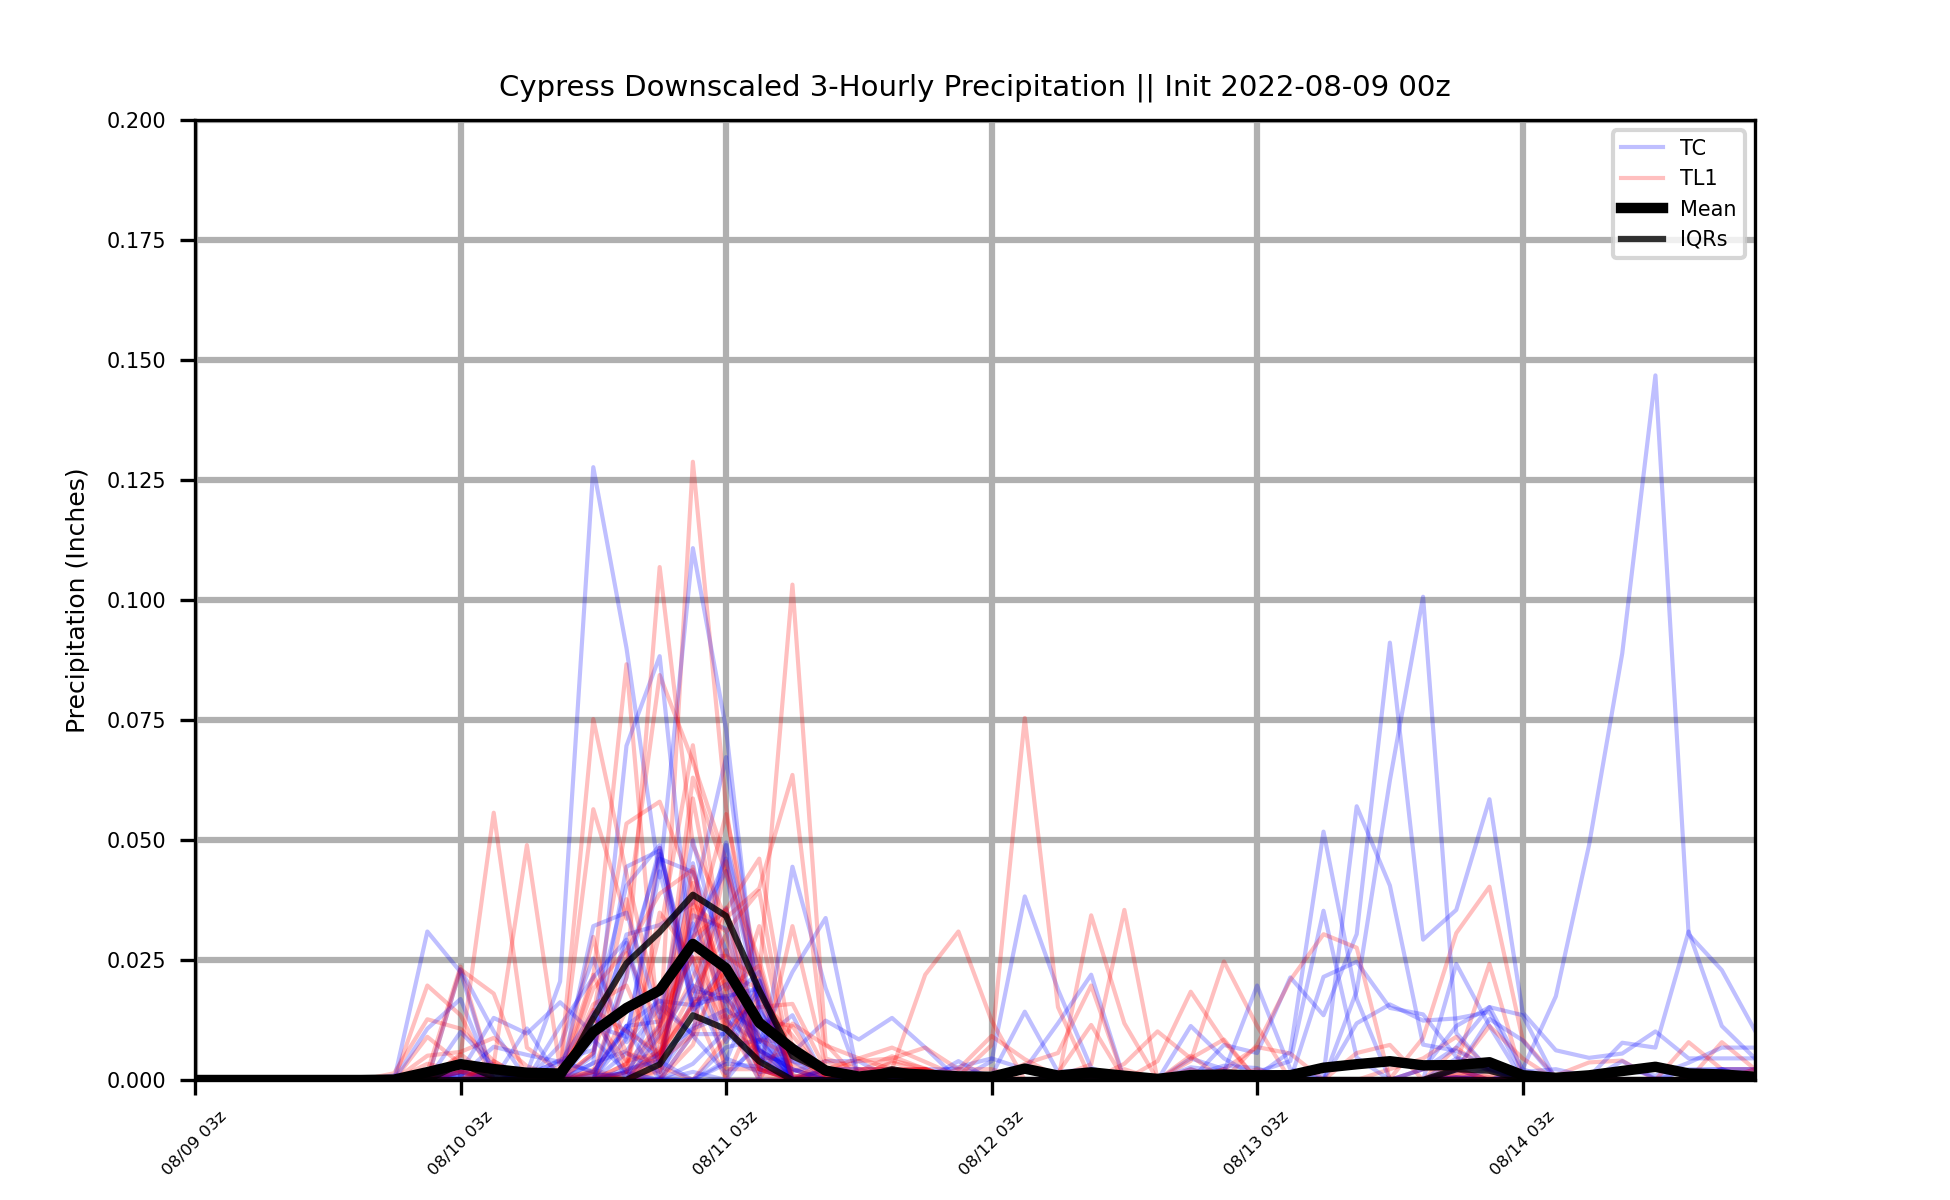 Cypress Downscaled 3-Hourly Precipitation || Init 2022-08-09 00z
0.200
0.175
0.150
0.125
0.100
0.075
0.050
0.025
0.000
Precipitation (Inches)
TC
TL1
Mean
IQRs
08/09 03z
08/10 03z
08/11 03z
08/12 03z
08/13 03z
08/14 03z